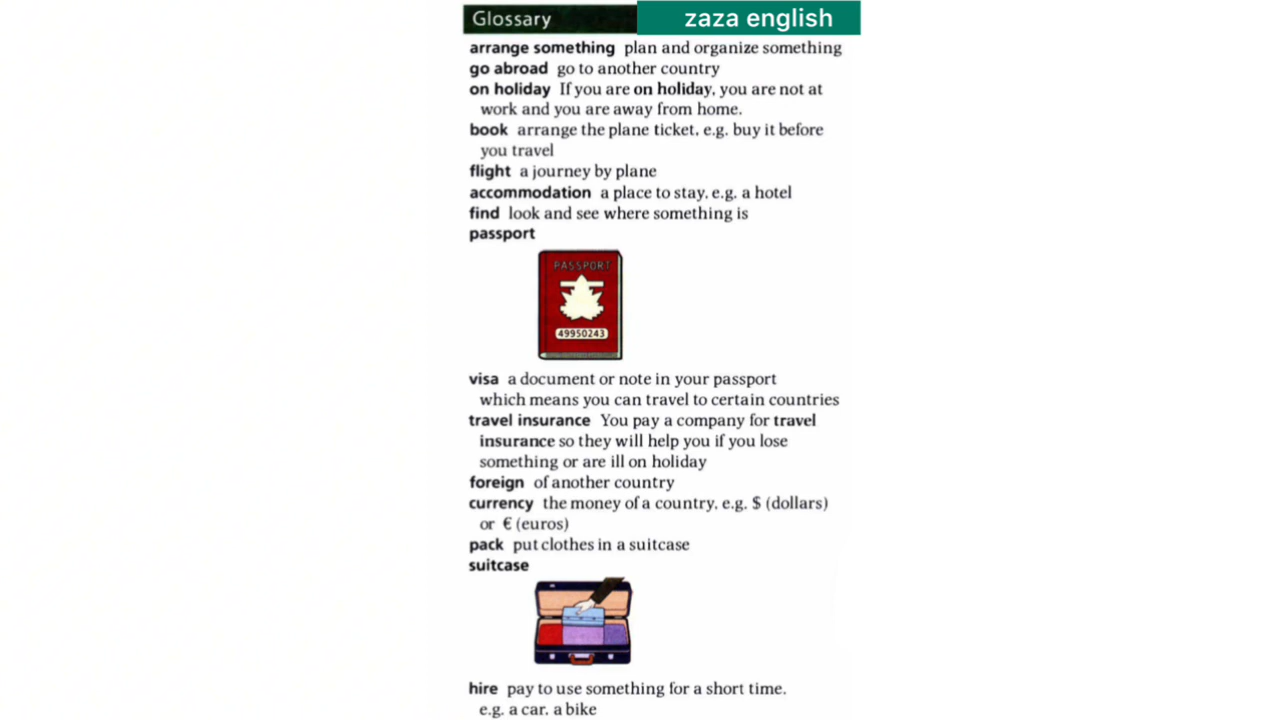 Glossary
zaza english
arrange something plan and organize something
go abroad go to another country
on holiday If you are on holiday, you are not at
work and you are away from home.
book arrange the plane ticket, e.g. buy it before
you travel
flight a journey by plane
accommodation a place to stay, e.g. a hotel
find look and see where something is
passport
PASSPORT
49950243
visa a document or note in your passport
which means you can travel to certain countries
travel insurance You pay a company for travel
insurance so they will help you if you lose
something or are ill on holiday
foreign of another country
currency the money of a country, e.g. $ (dollars)
or € (euros)
pack put clothes in a suitcase
suitcase
hire pay to use something for a short time,
e.g. a car, a bike